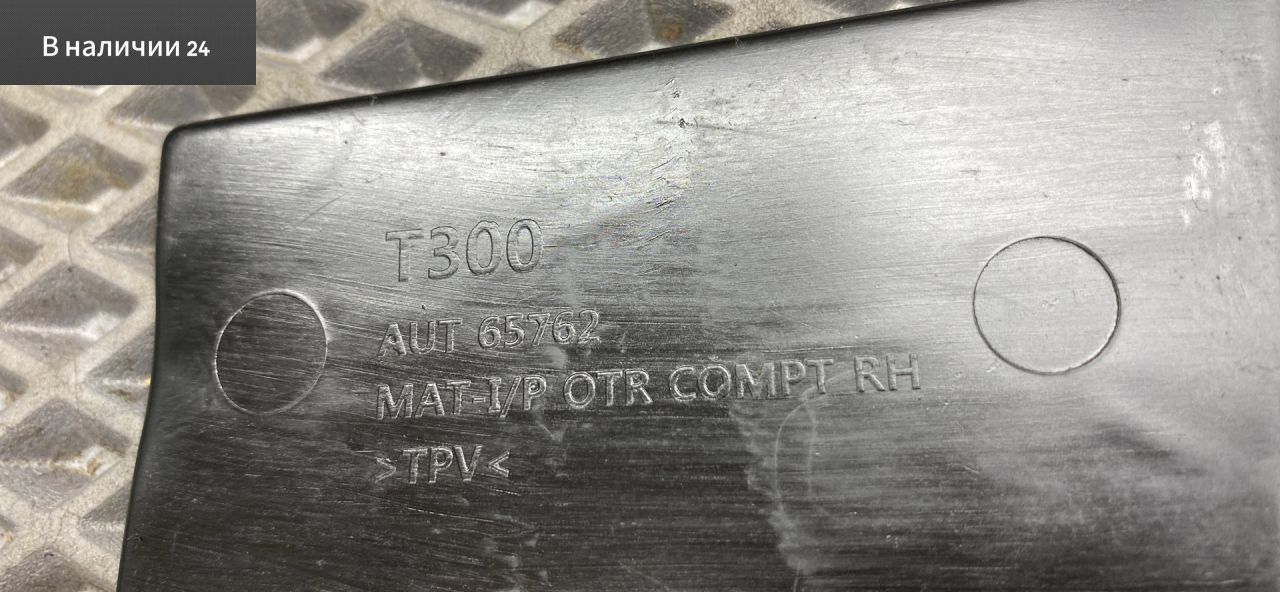 В наличии 24
T300
AUT 65762
MAT-I/P OTR COMPT RH
>TPV<